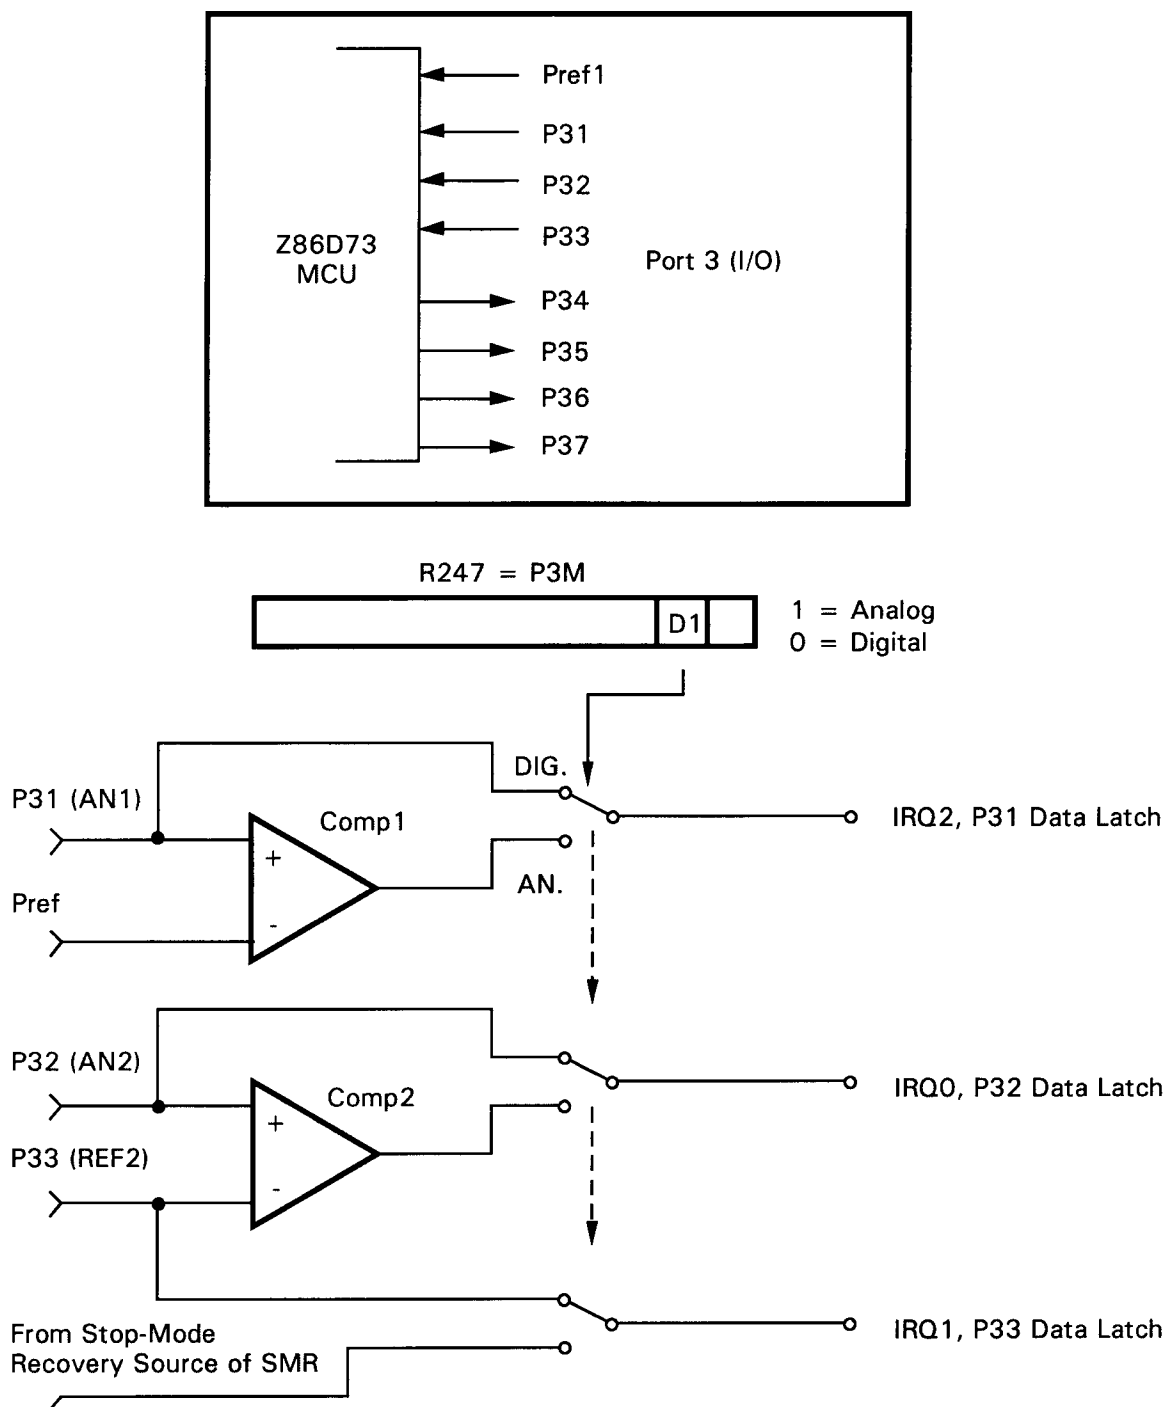 Pref1
P31
P32
P33
Z86D73
MCU
Port 3 (I/O)
P34
P35
P36
P37
R247 = P3M
D1
1 = Analog
0 = Digital
DIG.
P31 (AN1)
Comp1
IRQ2, P31 Data Latch
+
AN.
Pref
-
P32 (AN2)
Comp2
IRQ0, P32 Data Latch
+
P33 (REF2)
-
From Stop-Mode
Recovery Source of SMR
IRQ1, P33 Data Latch